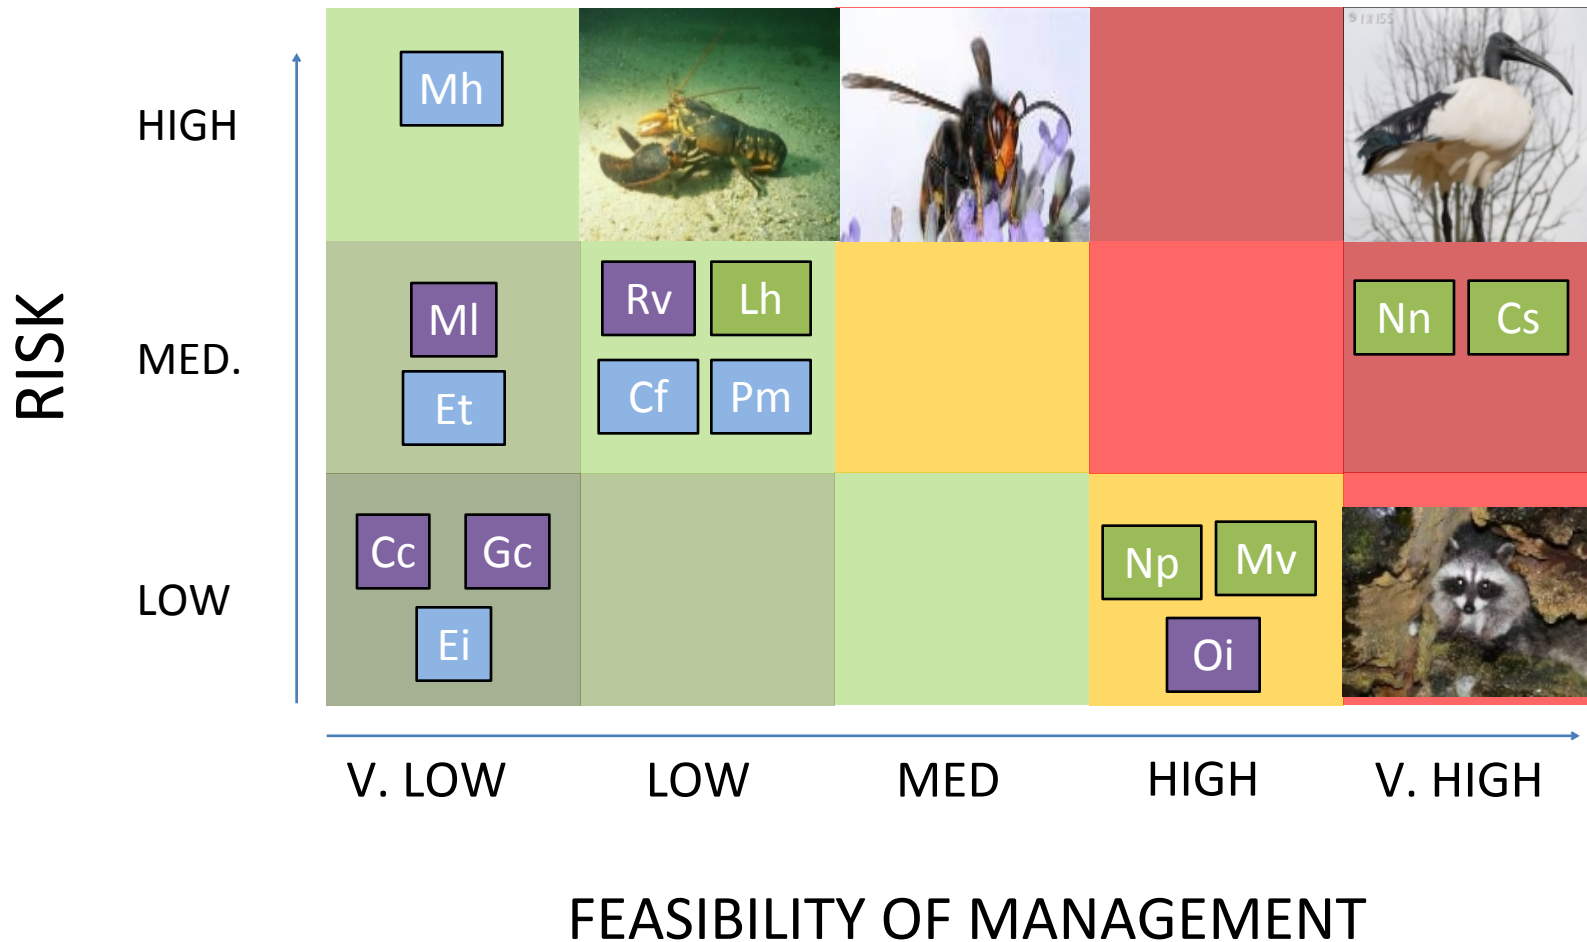 © NNSS
HIGH
Mh
RISK
MED.
Ml
Rv
Lh
Nn
Cs
Et
Cf
Pm
LOW
Cc
Gc
Np
Mv
Ei
Oi
V. LOW
LOW
MED
HIGH
V. HIGH
FEASIBILITY OF MANAGEMENT